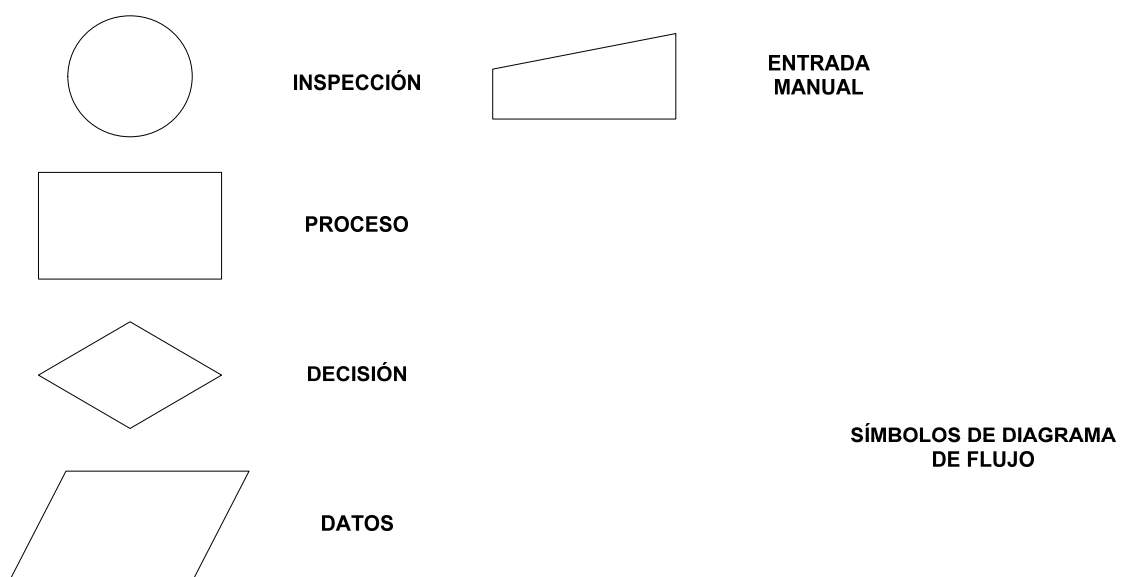 INSPECCIÓN
ENTRADA
MANUAL
PROCESO
DECISIÓN
SÍMBOLOS DE DIAGRAMA
DE FLUJO
DATOS